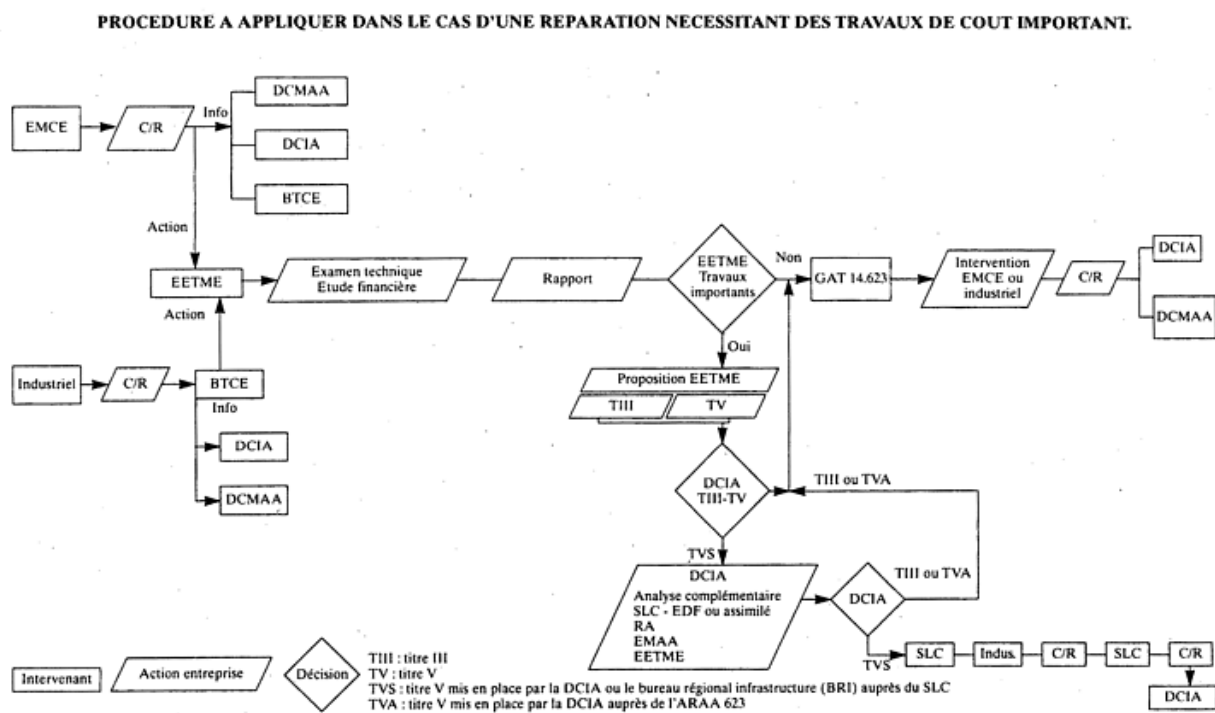 PROCEDURE A APPLIQUER DANS LE CAS D'UNE REPARATION NECESSITANT DES TRAVAUX DE COUT IMPORTANT.
EMCE
C/R
Info
DCMAA
DCIA
BTCE
Action
EETME
Action
Examen technique
Etude financière
Rapport
EETME
Travaux
importants
Non
GAT 14.623
Intervention
EMCE ou
industriel
C/R
DCIA
DCMAA
Oui
Industriel
C/R
BTCE
Info
DCIA
DCMAA
Proposition EETME
TIII
TV
DCIA
TIII-TV
TIII ou TVA
TVS
DCIA
Analyse complémentaire
SLC - EDF ou assimilé
RA
EMAA
EETME
DCIA
TIII ou TVA
TVS
SLC
Indus.
C/R
SLC
C/R
DCIA
Intervenant
Action entreprise
Décision
TIII : titre III
TV : titre V
TVS : titre V mis en place par la DCIA ou le bureau régional infrastructure (BRI) auprès du SLC
TVA : titre V mis en place par la DCIA auprès de l'ARAA 623